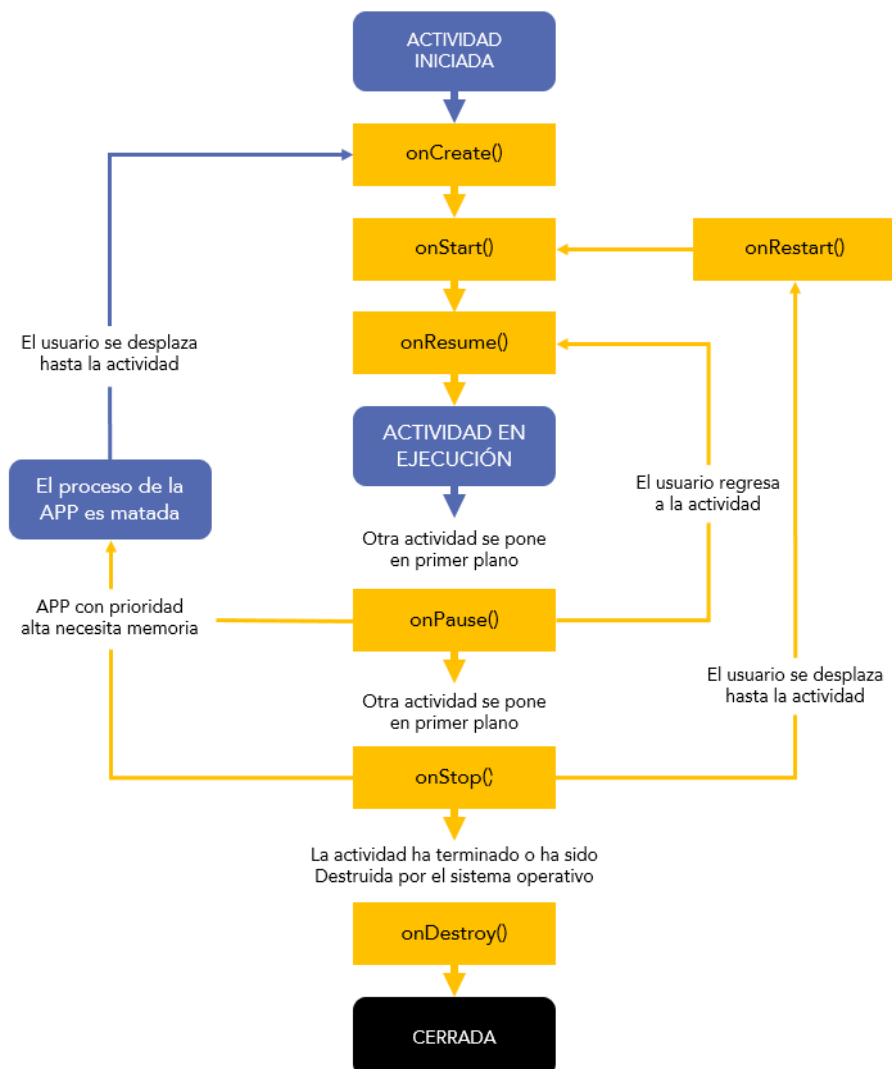 ACTIVIDAD
INICIADA
onCreate()
onStart()
onRestart()
onResume()
El usuario se desplaza
hasta la actividad
ACTIVIDAD EN
EJECUCIÓN
El proceso de la
APP es matada
El usuario regresa
a la actividad
Otra actividad se pone
en primer plano
APP con prioridad
alta necesita memoria
onPause()
El usuario se desplaza
hasta la actividad
Otra actividad se pone
en primer plano
onStop();
La actividad ha terminado o ha sido
Destruida por el sistema operativo
onDestroy()
CERRADA